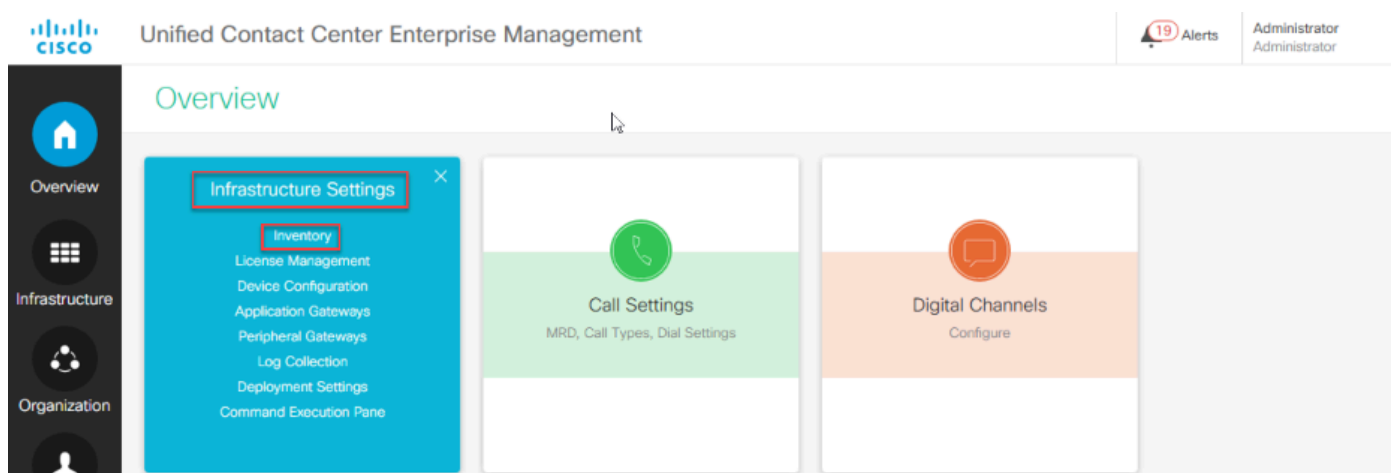 CISCO
Unified Contact Center Enterprise Management
19
Alerts
Administrator
Administrator
Overview
Overview
Infrastructure
Organization
Infrastructure Settings
Inventory
License Management
Device Configuration
Application Gateways
Peripheral Gateways
Log Collection
Deployment Settings
Command Execution Pane
Call Settings
MRD, Call Types, Dial Settings
Digital Channels
Configure